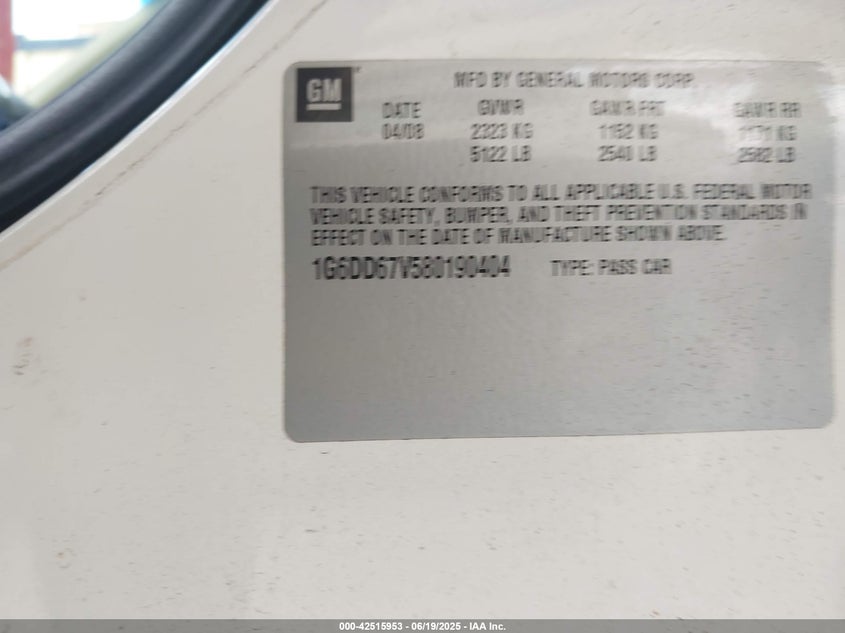 GM
MFD BY GENERAL MOTORS CORP.
DATE GVWR GAWR FRT GAWR RR
04/08 2323 KG 1152 KG 1171 KG
5122 LB 2540 LB 2582 LB
THIS VEHICLE CONFORMS TO ALL APPLICABLE U.S. FEDERAL MOTOR
VEHICLE SAFETY, BUMPER, AND THEFT PREVENTION STANDARDS IN
EFFECT ON THE DATE OF MANUFACTURE SHOWN ABOVE.
1G6DD67V580190404 TYPE: PASS CAR
000-42515953 - 06/19/2025 - IAA Inc.